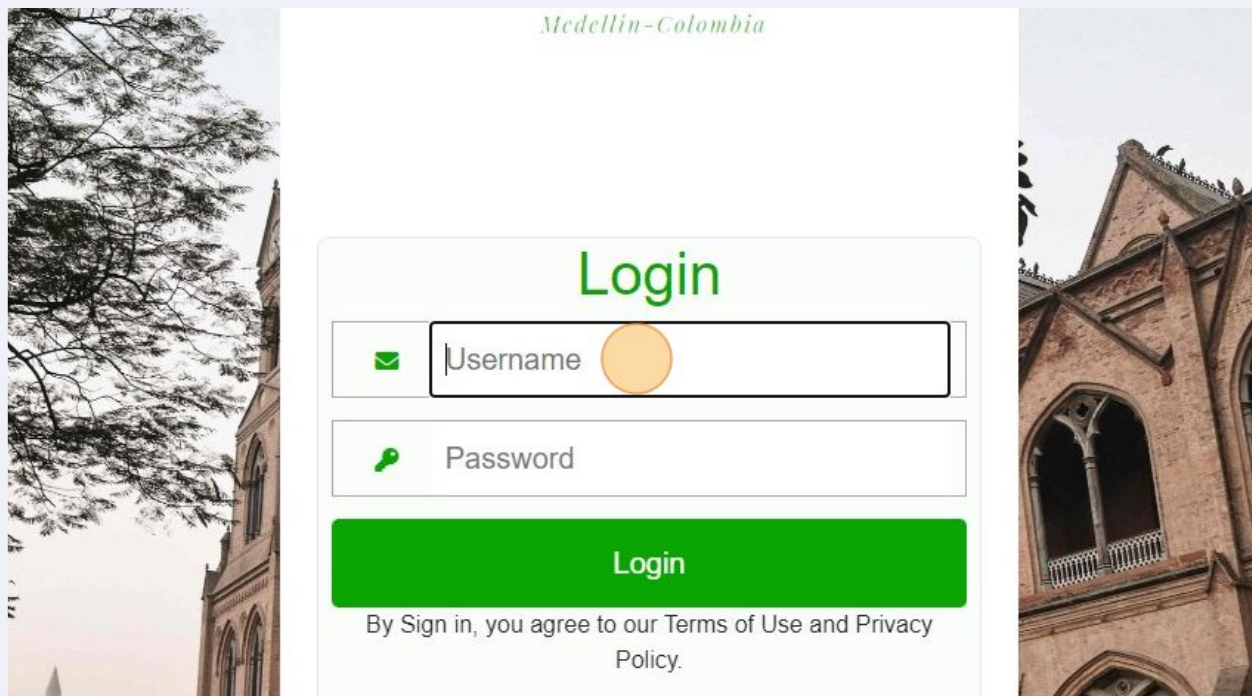 Medellin-Colombia
Login
Username
Password
Login
By Sign in, you agree to our Terms of Use and Privacy
Policy.